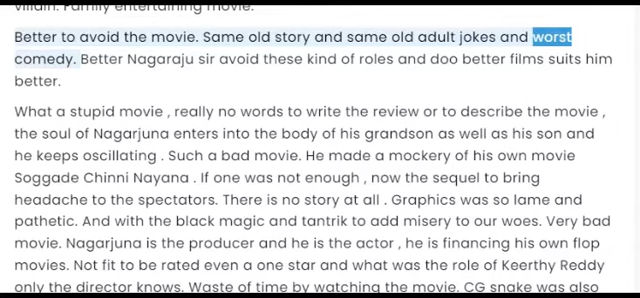 villain. Family entertaining movie.
Better to avoid the movie. Same old story and same old adult jokes and worst
comedy. Better Nagaraju sir avoid these kind of roles and doo better films suits him
better.
What a stupid movie , really no words to write the review or to describe the movie ,
the soul of Nagarjuna enters into the body of his grandson as well as his son and
he keeps oscillating . Such a bad movie. He made a mockery of his own movie
Soggade Chinni Nayana . If one was not enough , now the sequel to bring
headache to the spectators. There is no story at all . Graphics was so lame and
pathetic. And with the black magic and tantrik to add misery to our woes. Very bad
movie. Nagarjuna is the producer and he is the actor , he is financing his own flop
movies. Not fit to be rated even a one star and what was the role of Keerthy Reddy
only the director knows. Waste of time by watching the movie. CG snake was also